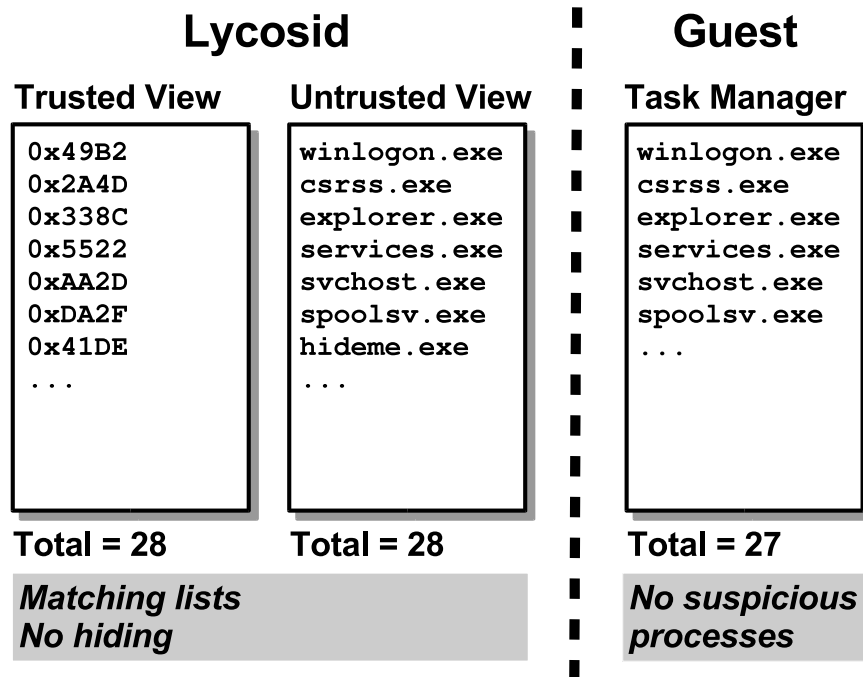 Lycosid
Trusted View
0x49B2
0x2A4D
0x338C
0x5522
0xAA2D
0xDA2F
0x41DE
...
Total = 28
Untrusted View
winlogon.exe
csrss.exe
explorer.exe
services.exe
svchost.exe
spoolsv.exe
hideme.exe
...
Total = 28
Matching lists
No hiding
Guest
Task Manager
winlogon.exe
csrss.exe
explorer.exe
services.exe
svchost.exe
spoolsv.exe
...
Total = 27
No suspicious
processes